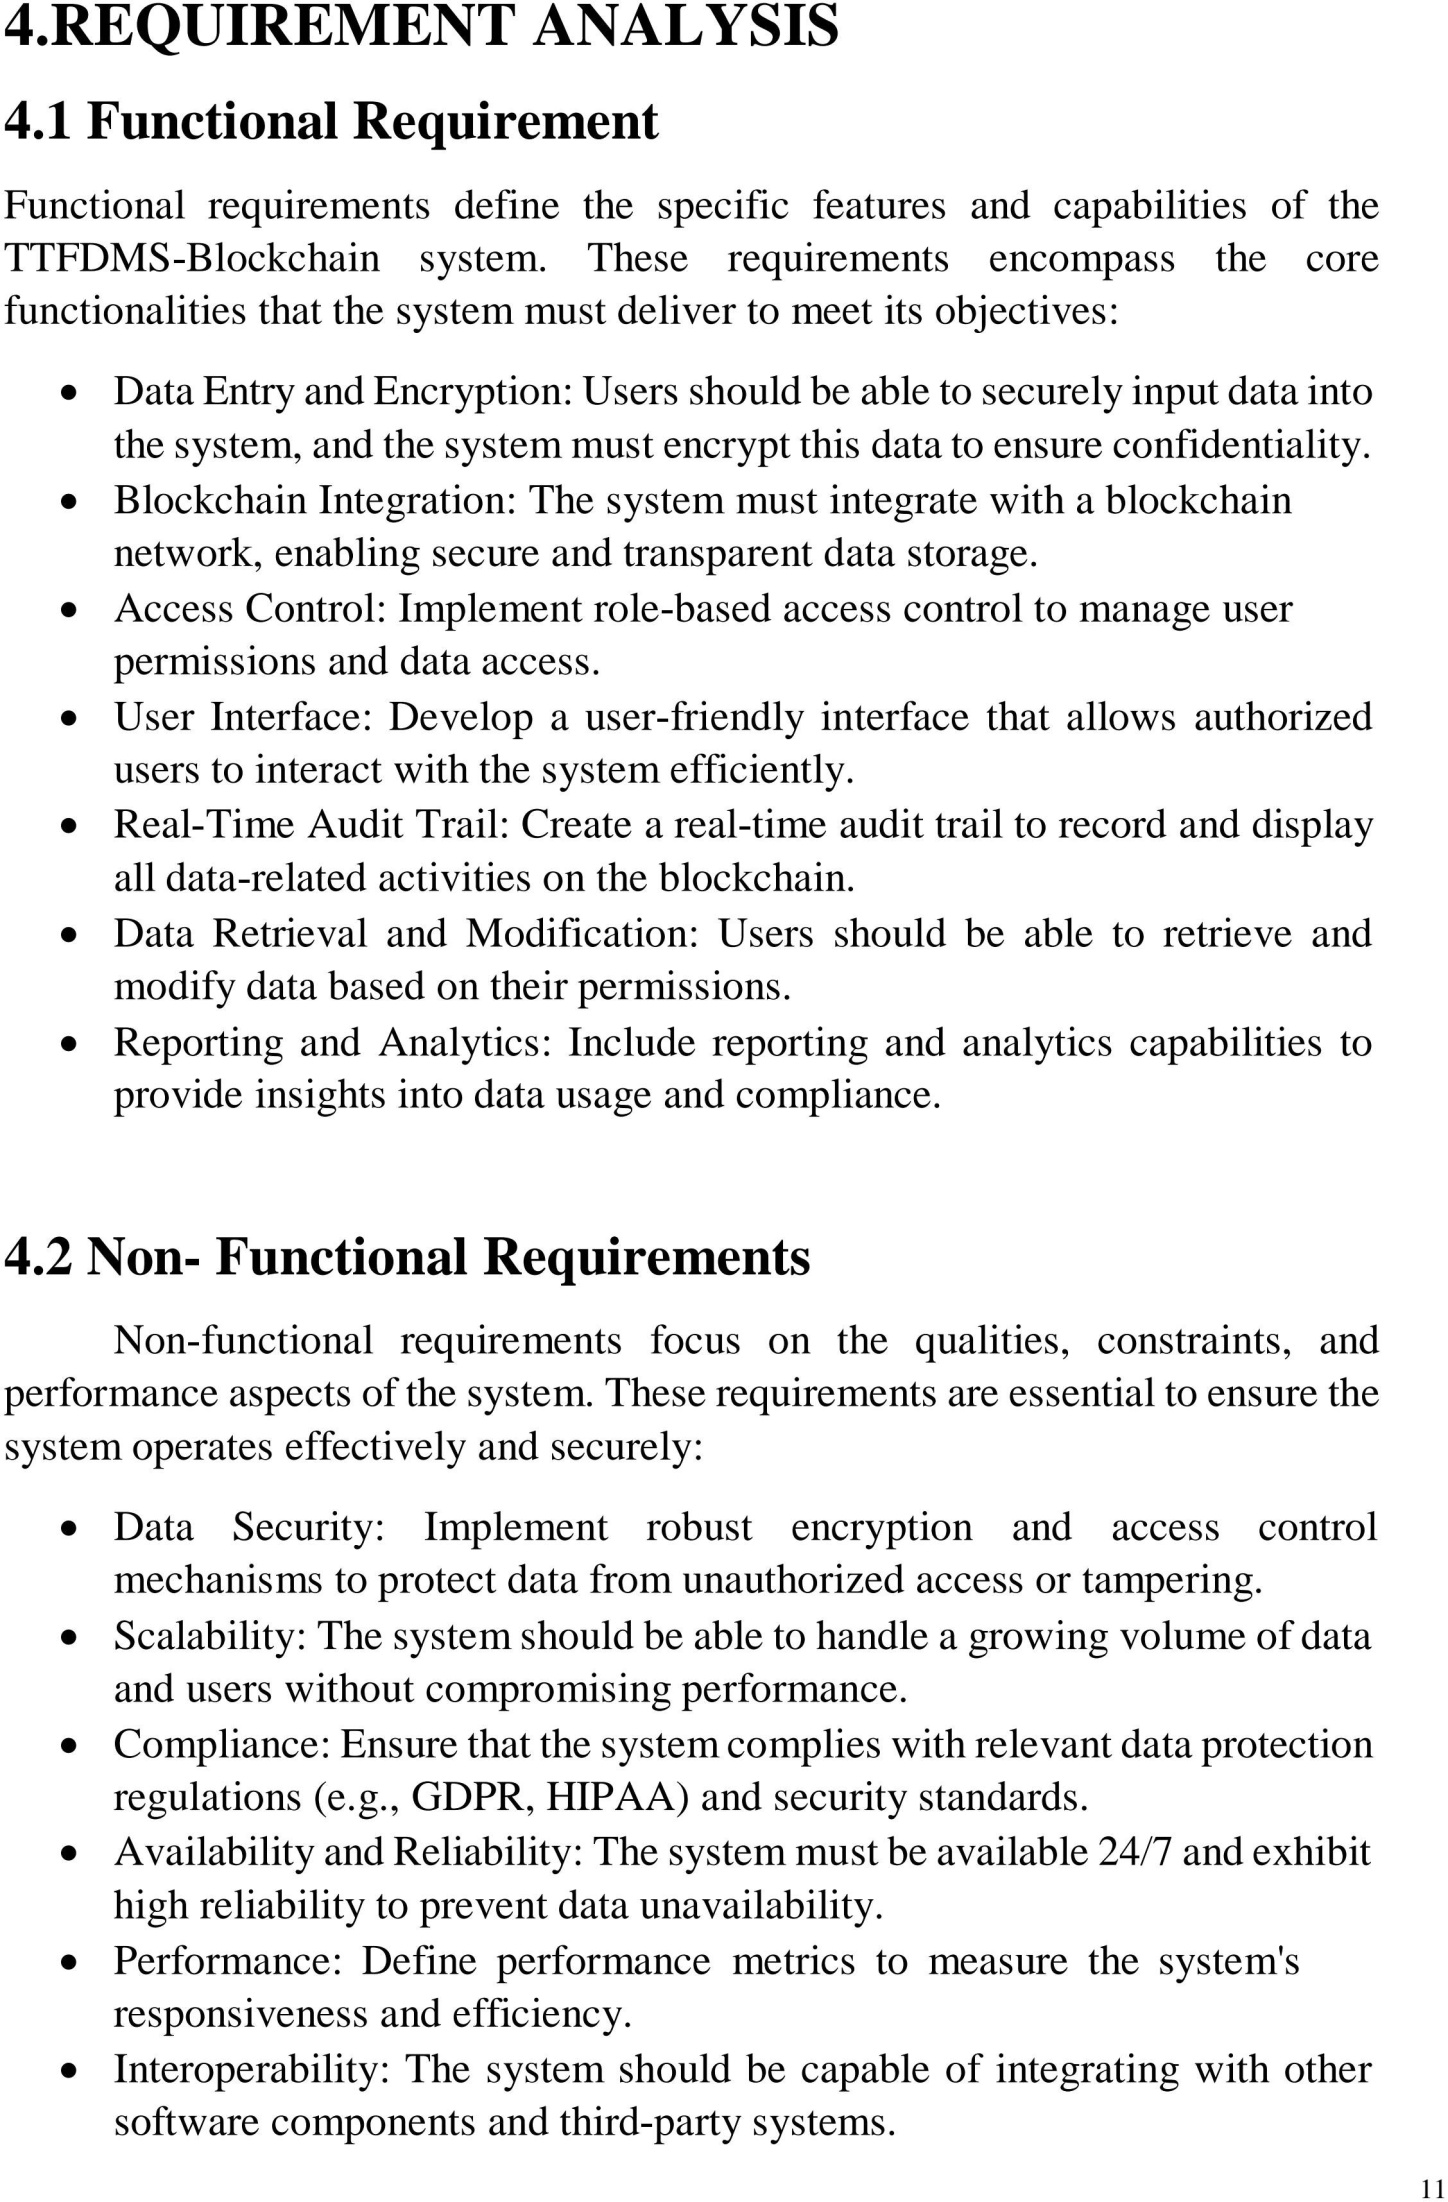 4.REQUIREMENT ANALYSIS
4.1 Functional Requirement
Functional requirements define the specific features and capabilities of the
TTFDMS-Blockchain system. These requirements encompass the core
functionalities that the system must deliver to meet its objectives:
• Data Entry and Encryption: Users should be able to securely input data into
the system, and the system must encrypt this data to ensure confidentiality.
• Blockchain Integration: The system must integrate with a blockchain
network, enabling secure and transparent data storage.
• Access Control: Implement role-based access control to manage user
permissions and data access.
• User Interface: Develop a user-friendly interface that allows authorized
users to interact with the system efficiently.
• Real-Time Audit Trail: Create a real-time audit trail to record and display
all data-related activities on the blockchain.
• Data Retrieval and Modification: Users should be able to retrieve and
modify data based on their permissions.
• Reporting and Analytics: Include reporting and analytics capabilities to
provide insights into data usage and compliance.
4.2 Non- Functional Requirements
Non-functional requirements focus on the qualities, constraints, and
performance aspects of the system. These requirements are essential to ensure the
system operates effectively and securely:
• Data Security: Implement robust encryption and access control
mechanisms to protect data from unauthorized access or tampering.
• Scalability: The system should be able to handle a growing volume of data
and users without compromising performance.
• Compliance: Ensure that the system complies with relevant data protection
regulations (e.g., GDPR, HIPAA) and security standards.
• Availability and Reliability: The system must be available 24/7 and exhibit
high reliability to prevent data unavailability.
• Performance: Define performance metrics to measure the system's
responsiveness and efficiency.
• Interoperability: The system should be capable of integrating with other
software components and third-party systems.
11